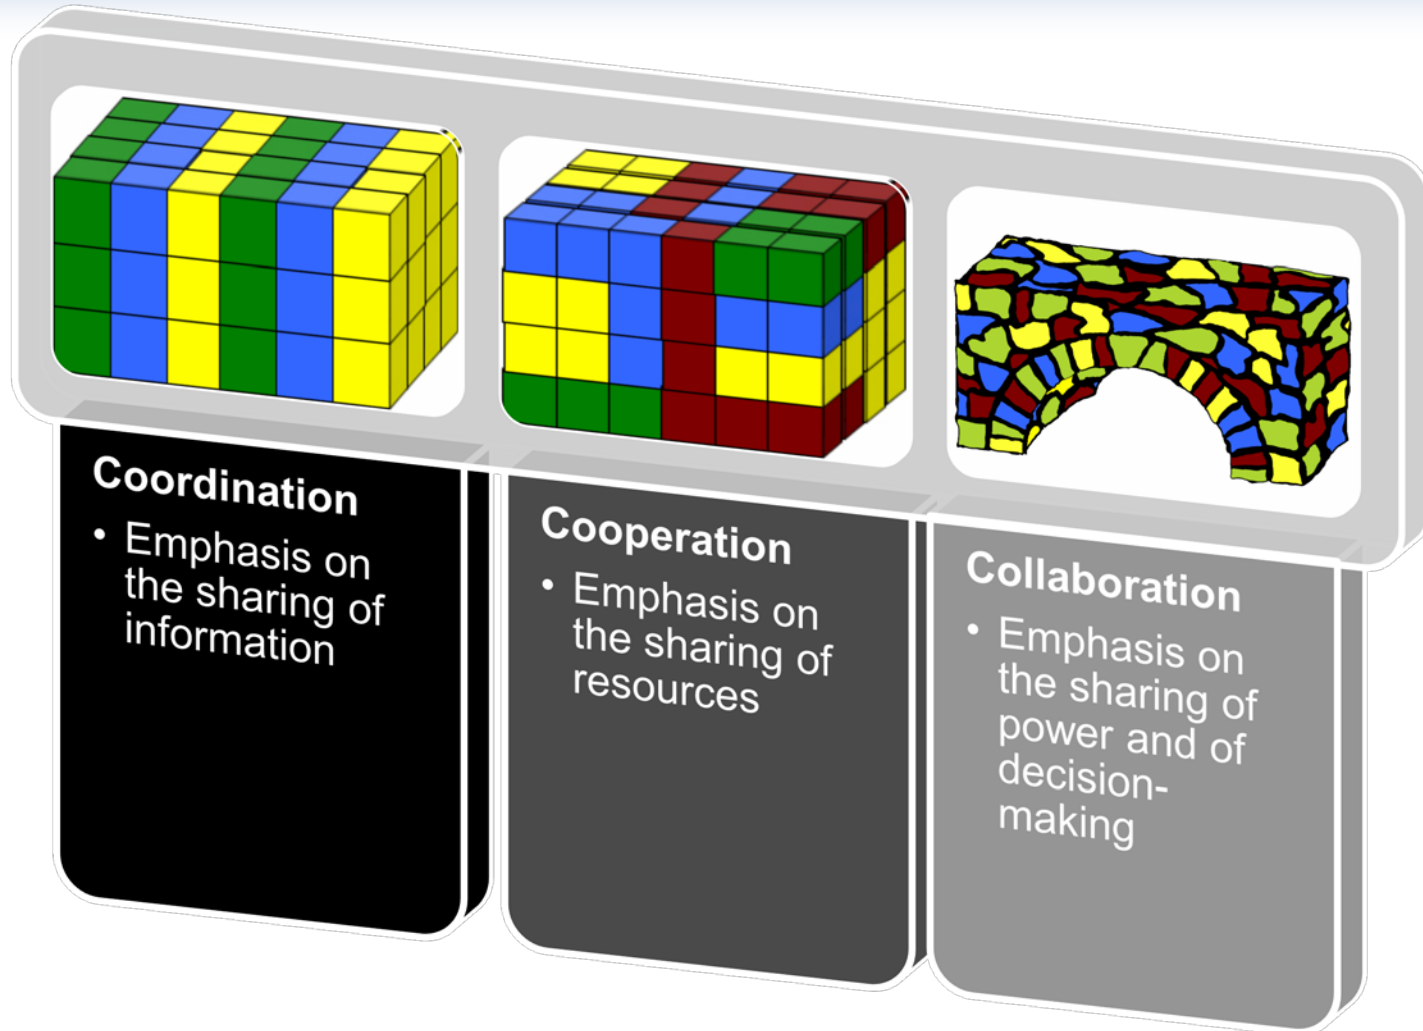 Coordination
• Emphasis on
the sharing of
information
Cooperation
• Emphasis on
the sharing of
resources
Collaboration
• Emphasis on
the sharing of
power and of
decision-
making